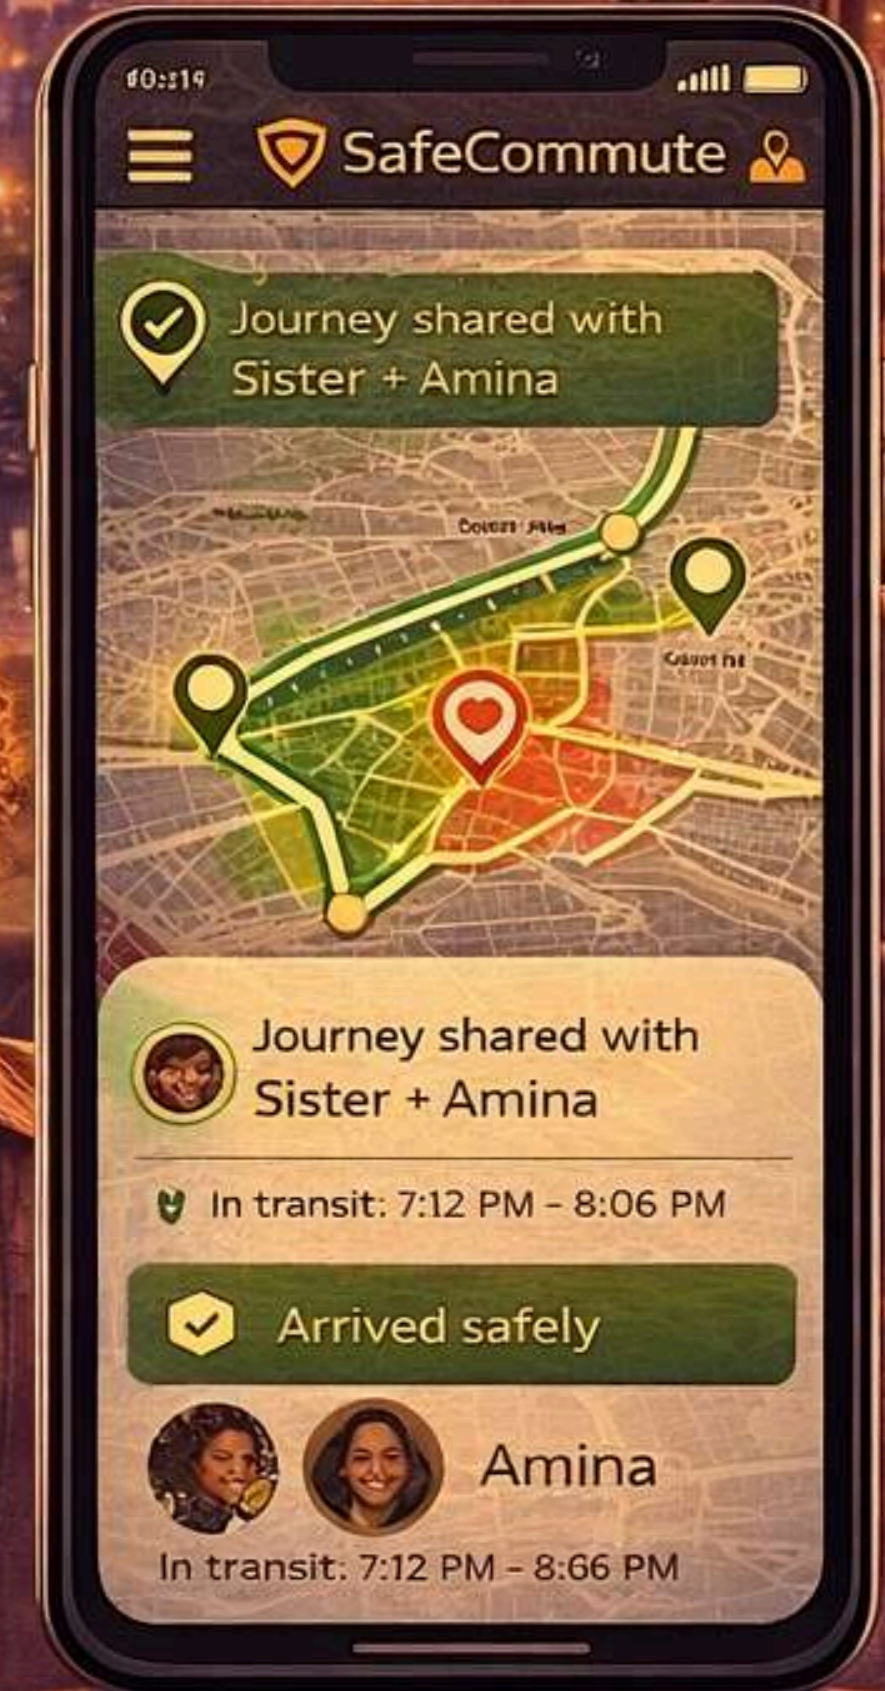 SafeCommute
Journey shared with
Sister + Amina
Journey shared with
Sister + Amina
In transit: 7:12 PM – 8:06 PM
Arrived safely
Amina
In transit: 7:12 PM – 8:66 PM